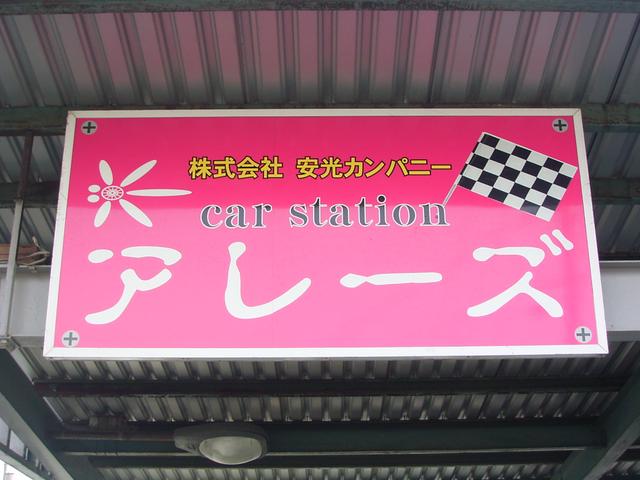 株式会社 安光カンパニー
car station
アレーズ